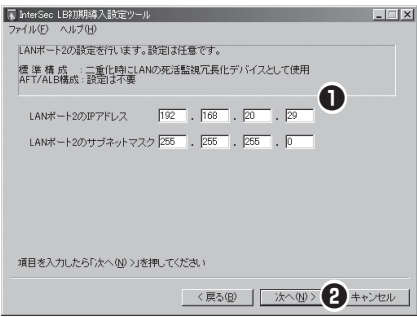 InterSec LB初期導入設定ツール
ファイル(F) ヘルプ(H)
LANポート2の設定を行います。設定は任意です。
標準構成 :二重化時にLANの死活監視冗長化デバイスとして使用
AFT/ALB構成:設定は不要
1
LANポート2のIPアドレス 192 . 168 . 20 . 29
LANポート2のサブネットマスク 255 . 255 . 255 . 0
項目を入力したら「次へ(N) >」を押してください
< 戻る(B) 次へ(N) > 2 キャンセル